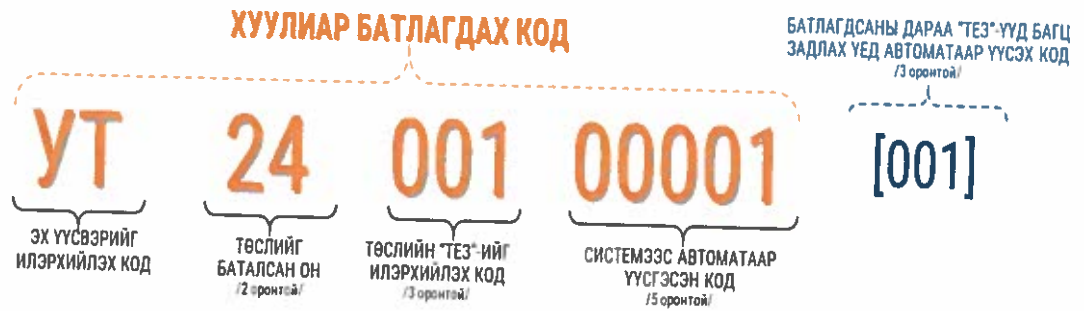 ХУУЛИАР БАТЛАГДАХ КОД
БАТЛАГДСАНЫ ДАРАА "ТЕЗ"-ҮҮД БАГЦ
ЗАДЛАХ ҮЕД АВТОМАТААР ҮҮСЭХ КОД
/3 оронтой/
УТ 24 001 00001 [001]
ЭХ ҮҮСВЭРИЙГ
ИЛЭРХИЙЛЭХ КОД
ТӨСЛИЙГ
БАТАЛСАН ОН
/2 оронтой/
ТӨСЛИЙН "ТЕЗ"-ИЙГ
ИЛЭРХИЙЛЭХ КОД
/3 оронтой/
СИСТЕМЭЭС АВТОМАТААР
ҮҮСГЭСЭН КОД
/5 оронтой/